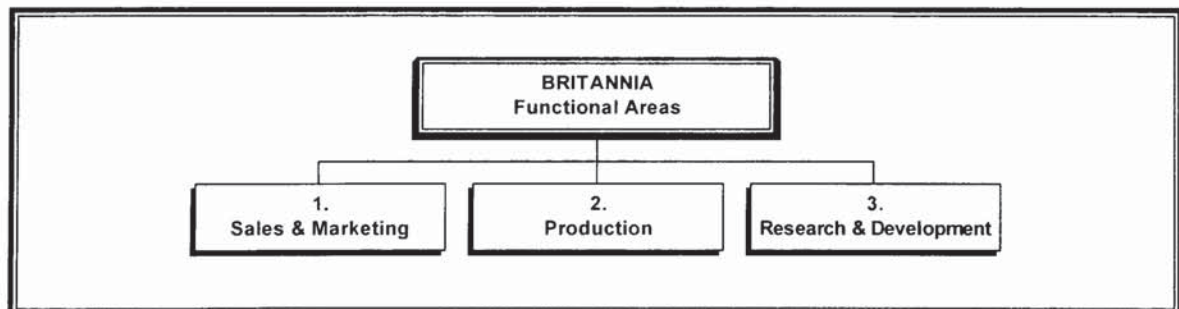 BRITANNIA
Functional Areas
1.
Sales & Marketing
2.
Production
3.
Research & Development